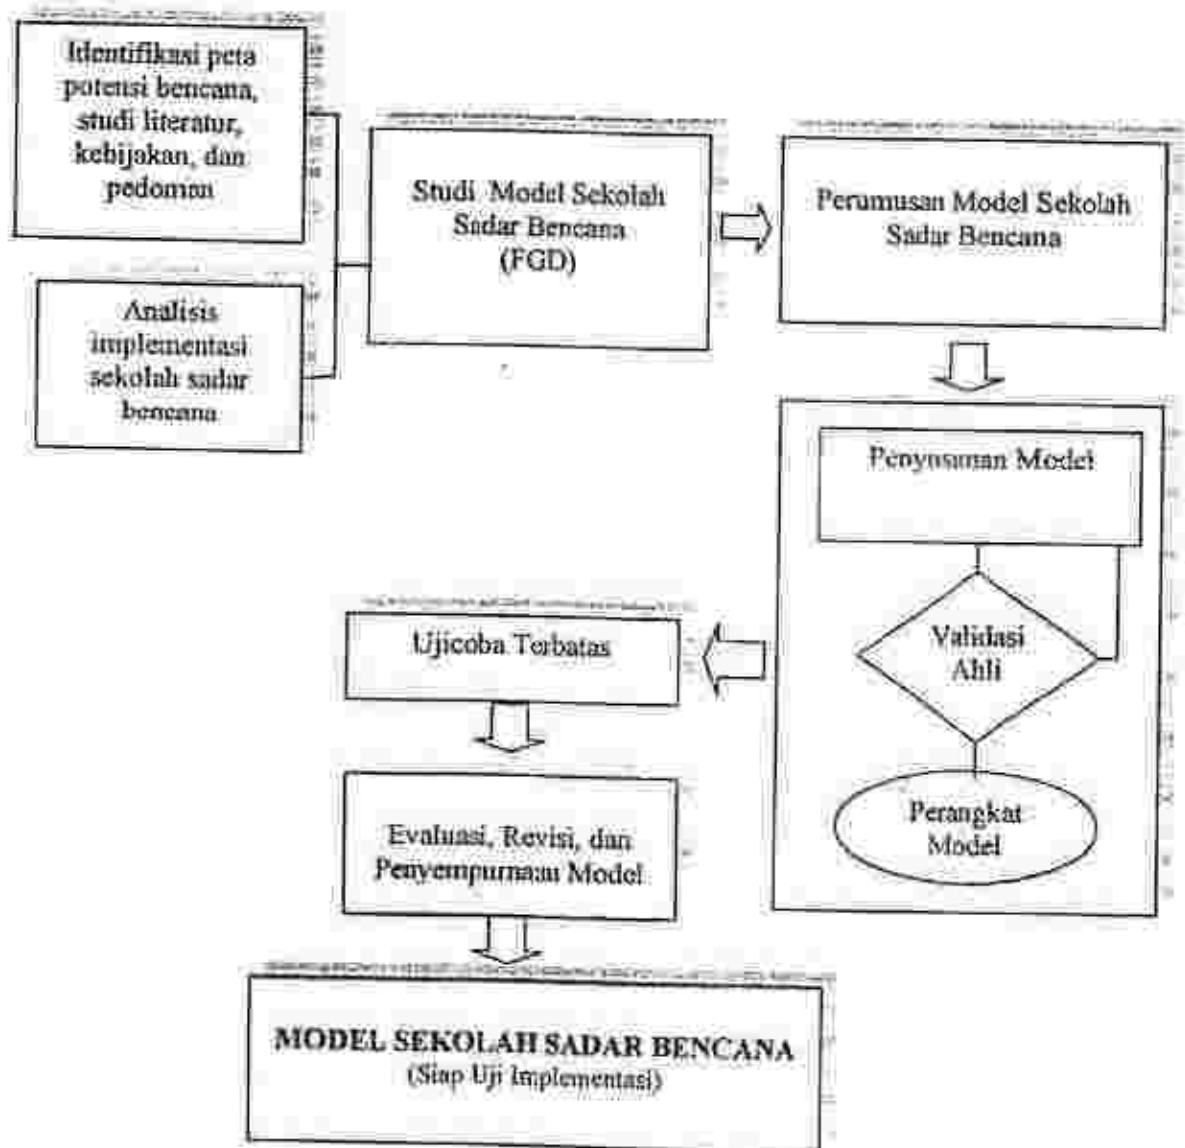 Identifikasi peta
potensi bencana,
studi literatur,
kebijakan, dan
pedoman
Analisis
implementasi
sekolah sadar
bencana
Studi Model Sekolah
Sadar Bencana
(FGD)
Perumusan Model Sekolah
Sadar Bencana
Penyusunan Model
Validasi
Ahli
Perangkat
Model
Ujicoba Terbatas
Evaluasi, Revisi, dan
Penyempurnaan Model
MODEL SEKOLAH SADAR BENCANA
(Siap Uji Implementasi)